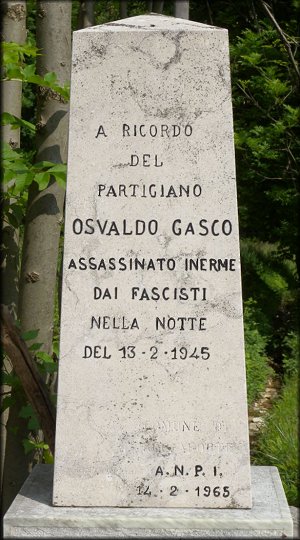 A RICORDO
DEL
PARTIGIANO
OSVALDO GASCO
ASSASSINATO INERME
DAI FASCISTI
NELLA NOTTE
DEL 13-2-1945
A.N.P.I.
14-2-1965